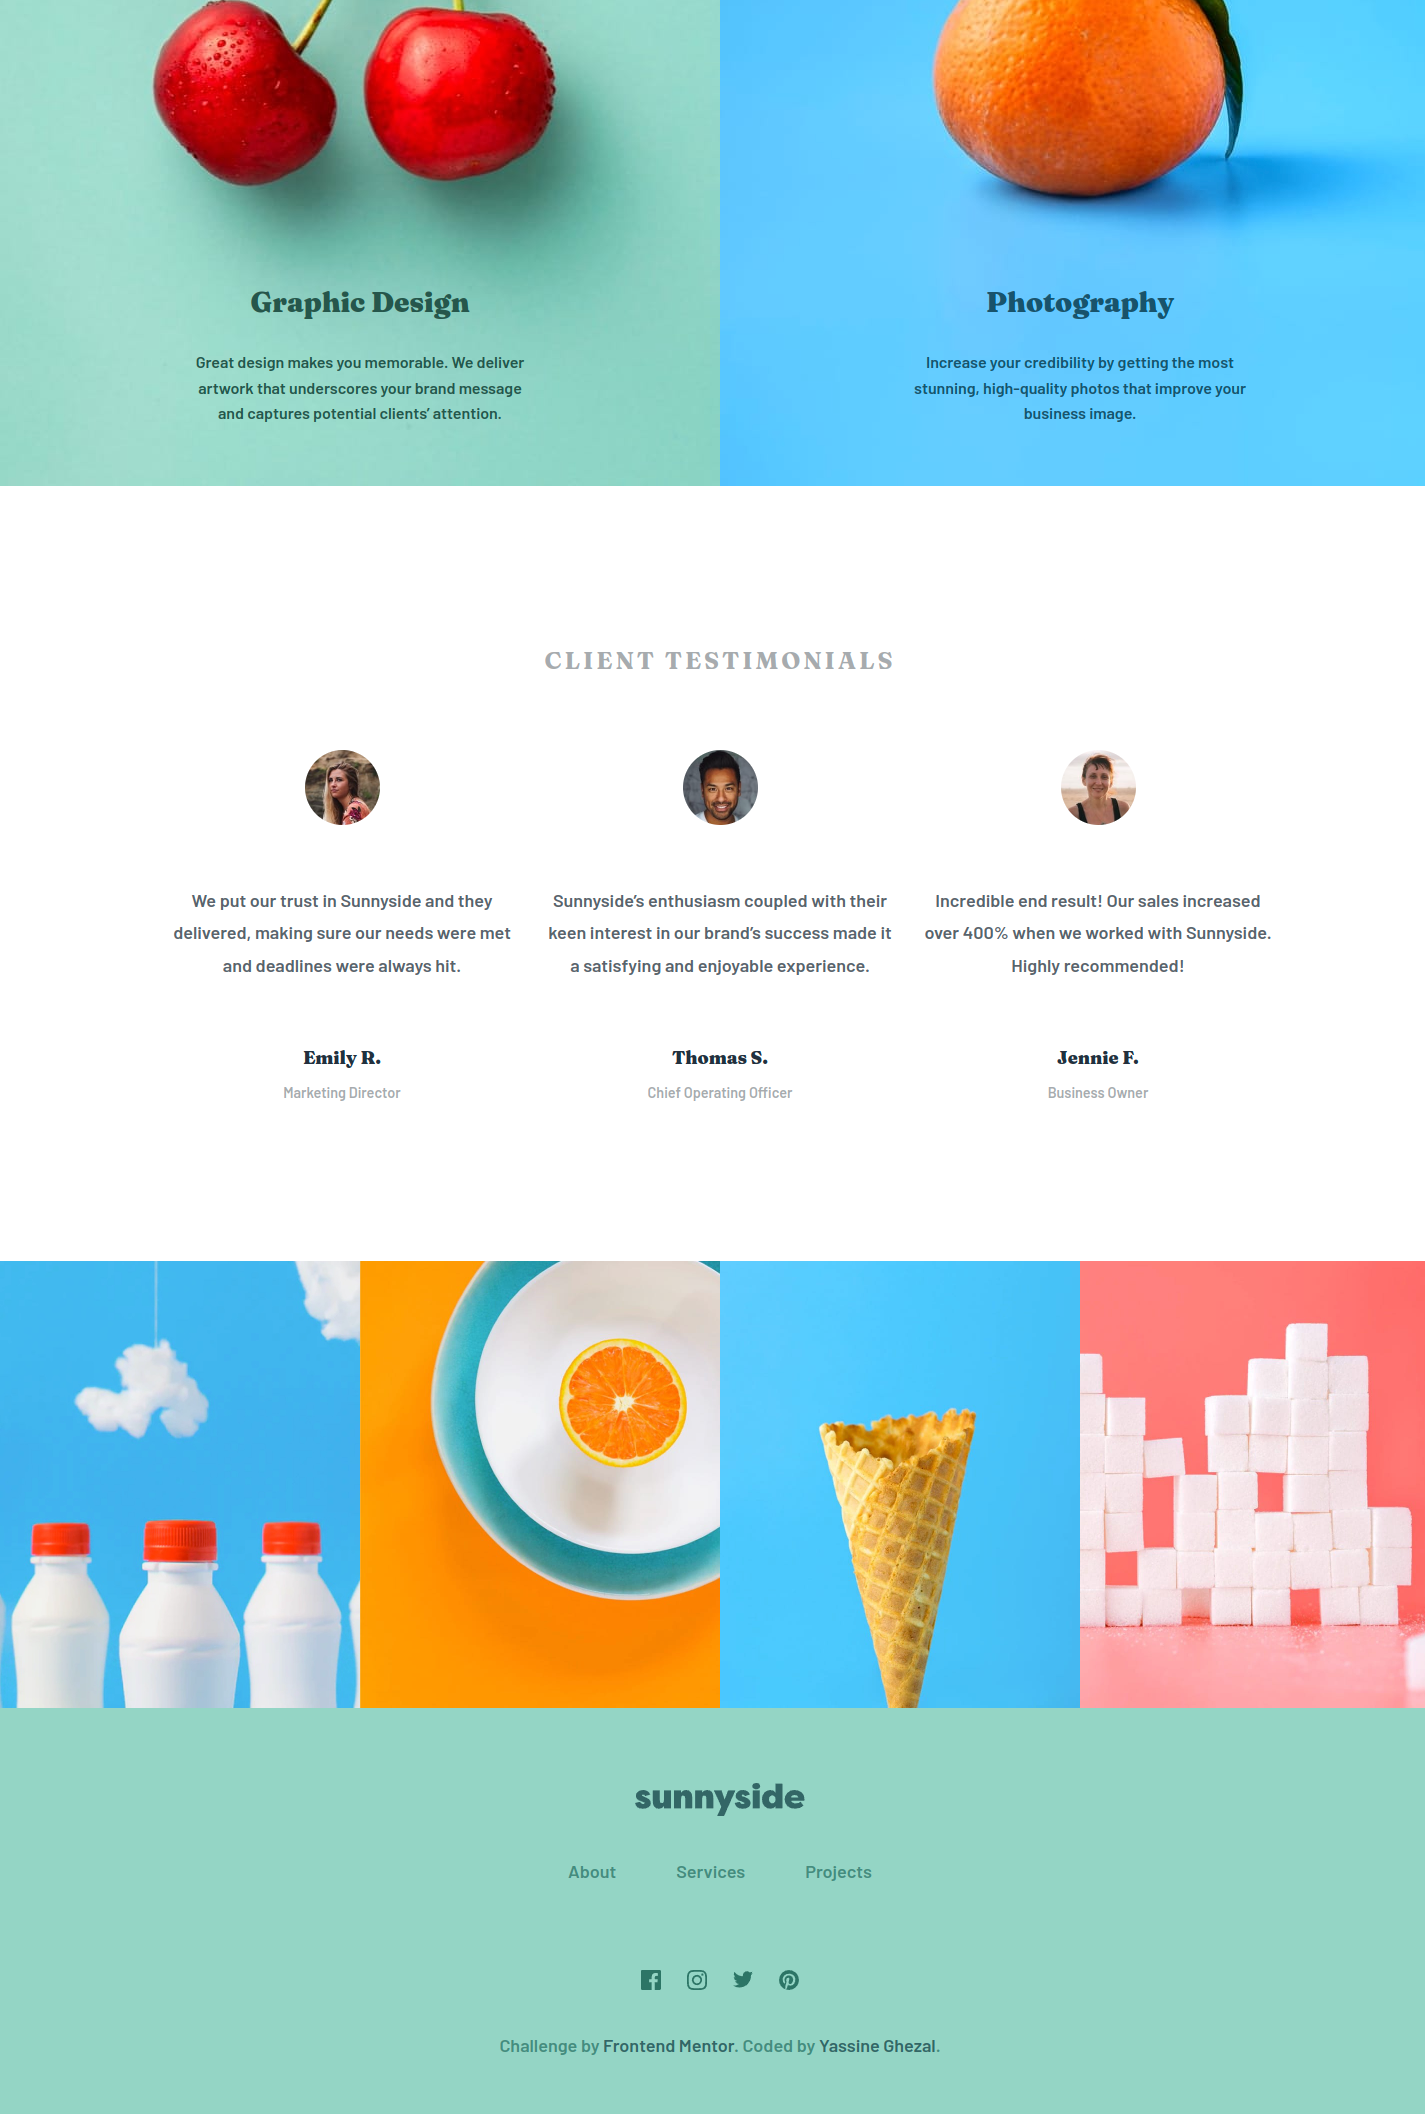 Graphic Design
Great design makes you memorable. We deliver
artwork that underscores your brand message
and captures potential clients’ attention.
Photography
Increase your credibility by getting the most
stunning, high-quality photos that improve your
business image.
CLIENT TESTIMONIALS
We put our trust in Sunnyside and they
delivered, making sure our needs were met
and deadlines were always hit.
Emily R.
Marketing Director
Sunnyside’s enthusiasm coupled with their
keen interest in our brand’s success made it
a satisfying and enjoyable experience.
Thomas S.
Chief Operating Officer
Incredible end result! Our sales increased
over 400% when we worked with Sunnyside.
Highly recommended!
Jennie F.
Business Owner
sunnyside
About Services Projects
Challenge by Frontend Mentor. Coded by Yassine Ghezal.